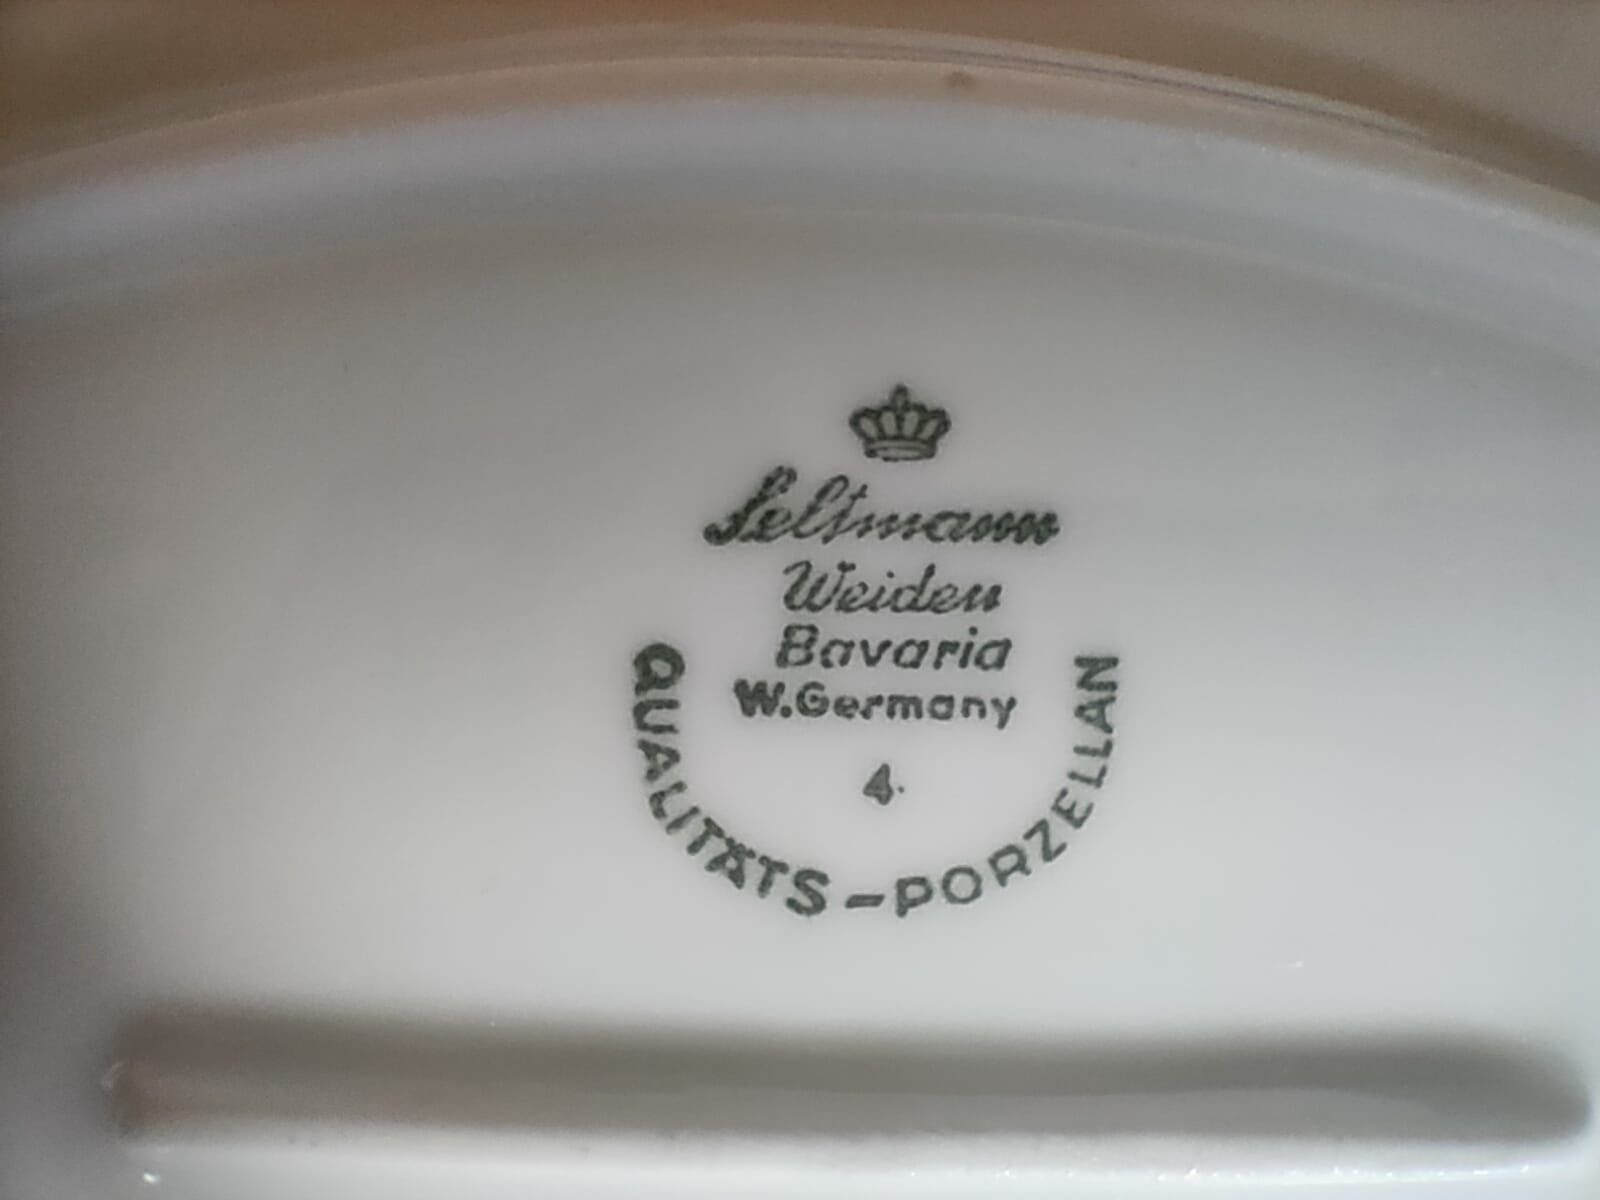 Seltmann
Weiden
Bavaria
W.Germany
4.
QUALITÄTS-PORZELLAN